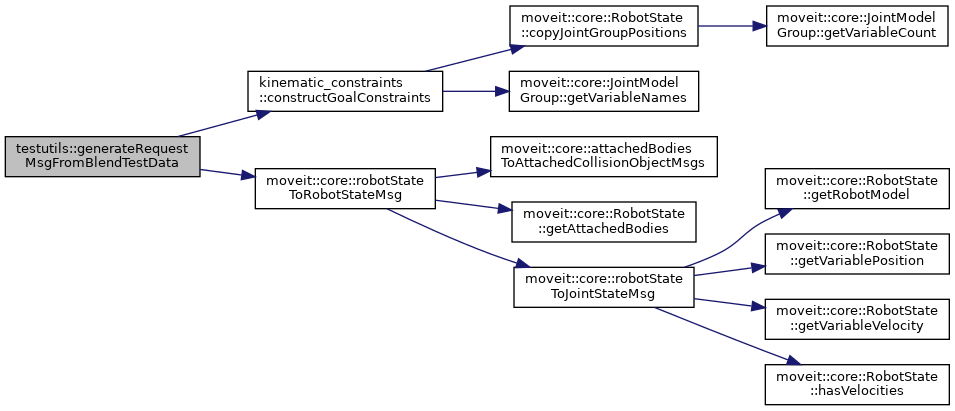 moveit::core::RobotState
::copyJointGroupPositions
moveit::core::JointModel
Group::getVariableCount
kinematic_constraints
::constructGoalConstraints
moveit::core::JointModel
Group::getVariableNames
testutils::generateRequest
MsgFromBlendTestData
moveit::core::robotState
ToRobotStateMsg
moveit::core::attachedBodies
ToAttachedCollisionObjectMsgs
moveit::core::RobotState
::getAttachedBodies
moveit::core::robotState
ToJointStateMsg
moveit::core::RobotState
::getRobotModel
moveit::core::RobotState
::getVariablePosition
moveit::core::RobotState
::getVariableVelocity
moveit::core::RobotState
::hasVelocities